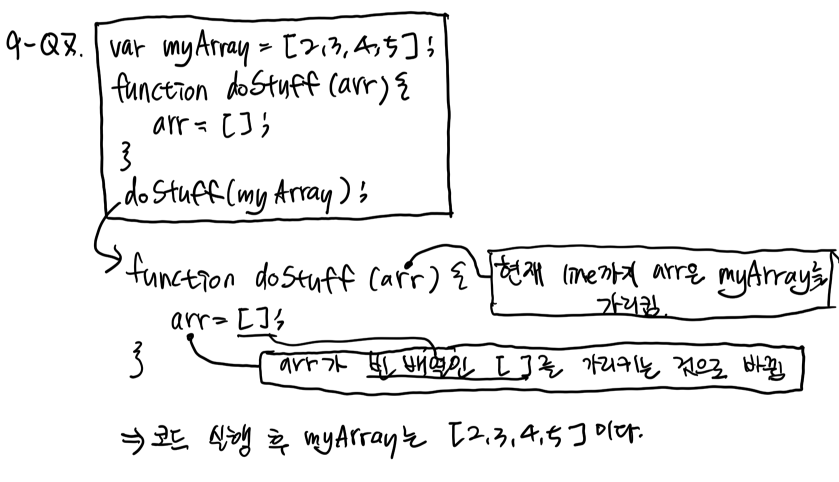 9-Q7.
var myArray = [2,3,4,5];
function doStuff (arr) {
arr = [];
}
doStuff(myArray);
function doStuff (arr) {
현재 line까지 arr은 myArray를
가리킴.
arr = [];
}
arr가 빈 배열인 [ ]을 가리키는 것으로 바뀜
⇒ 코드 실행 후 myArray는 [2,3,4,5]이다.